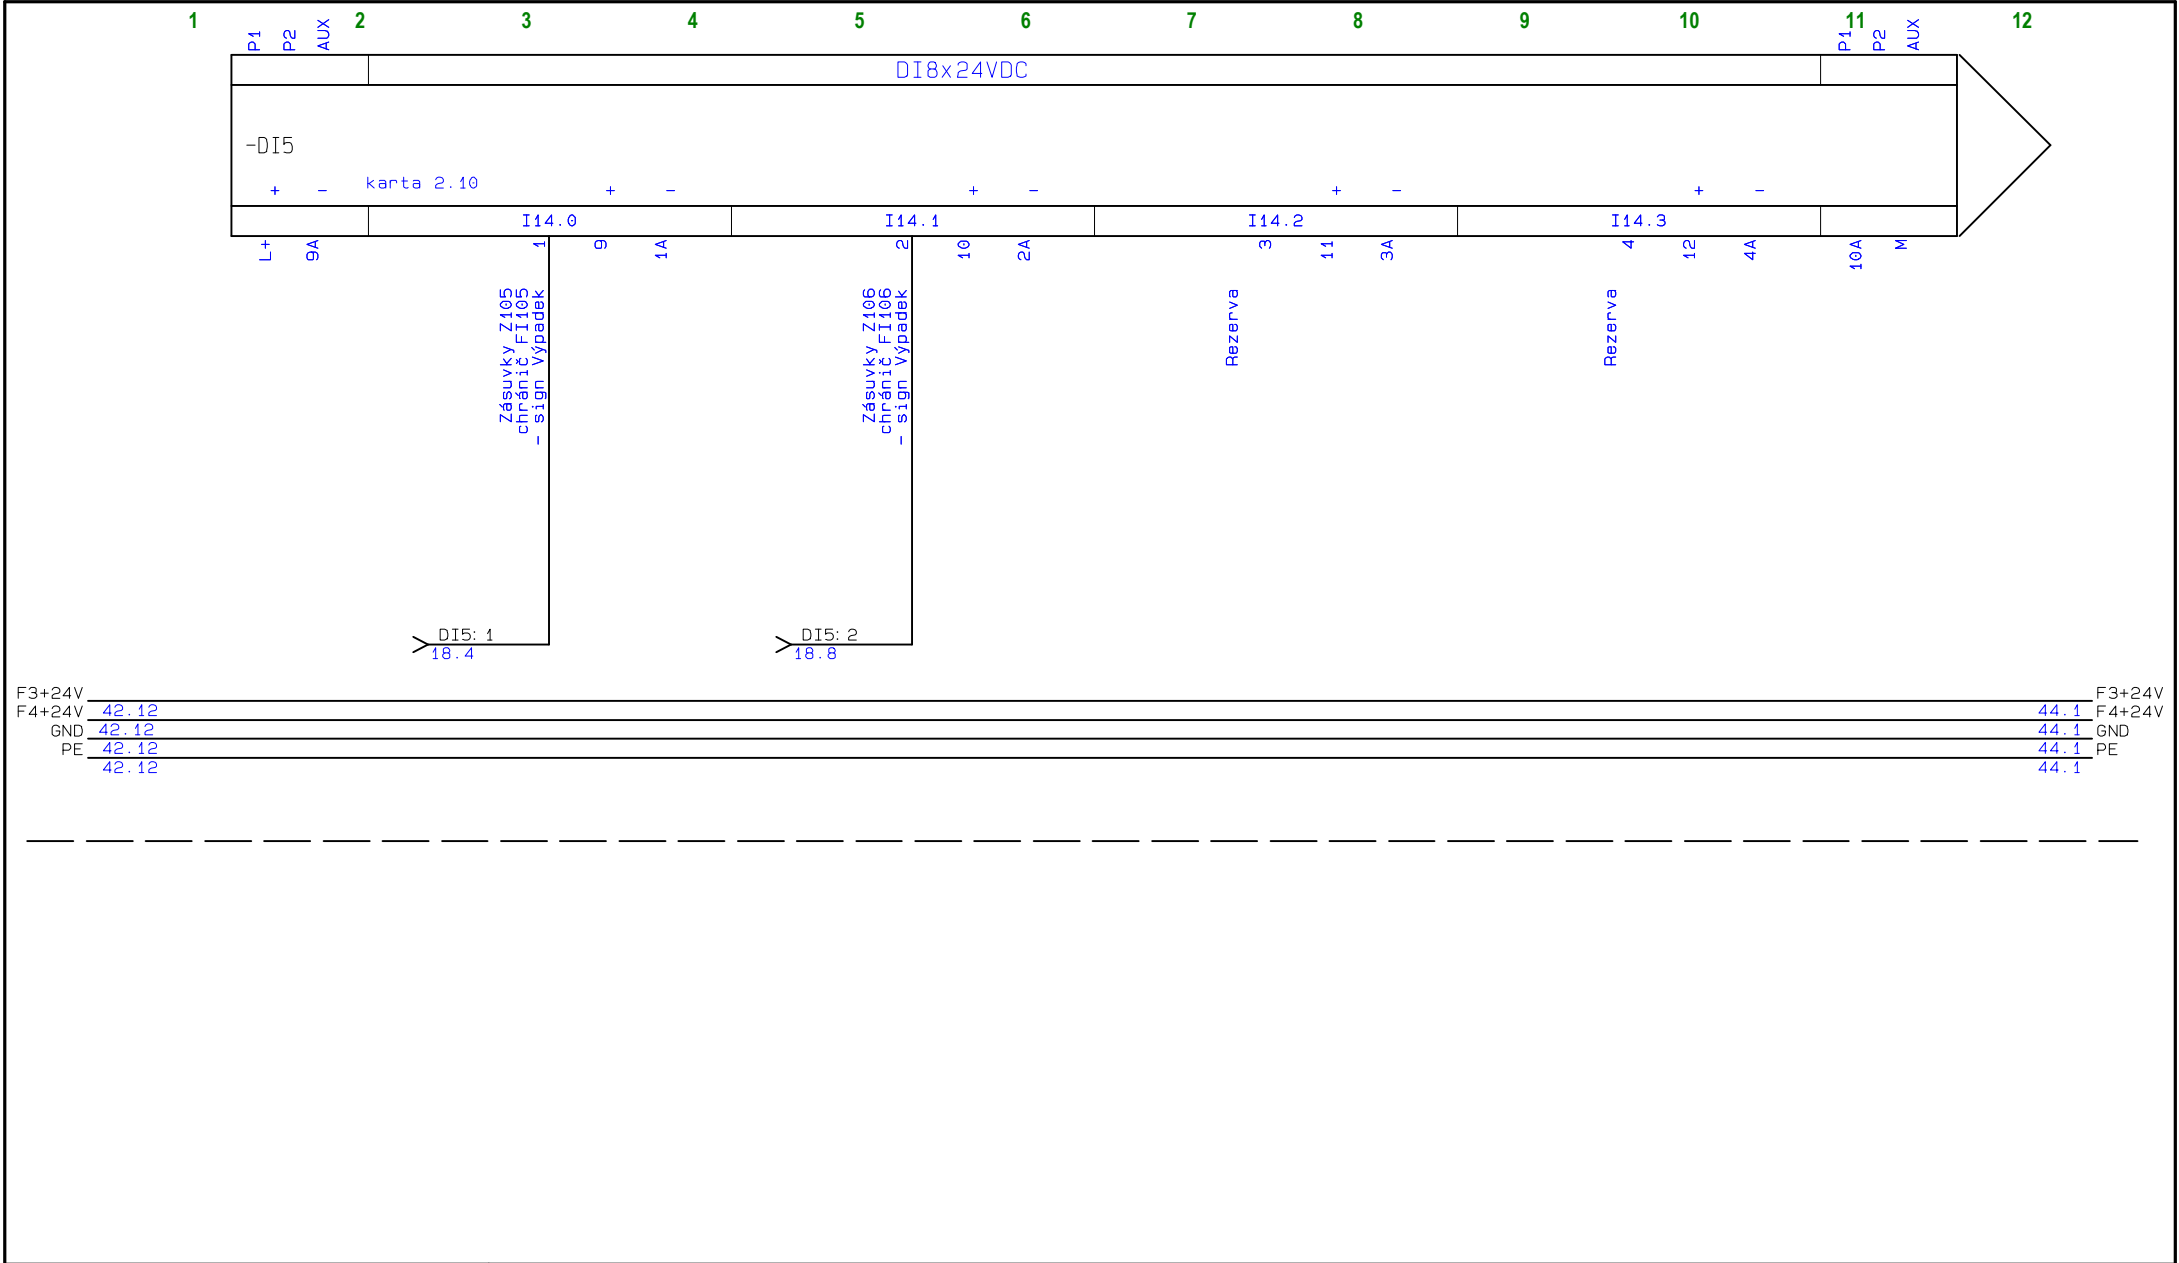 1 2 3 4 5 6 7 8 9 10 11 12
P1 P2 AUX P1 P2 AUX
DI8x24VDC
-DI5
karta 2.10
+ - + - + - + - + -
I14.0 I14.1 I14.2 I14.3
L+ 9A 1 9 1A 2 10 2A 3 11 3A 4 12 4A 10A M
Zásuvky Z105
chránič FI105
- sign Výpadek
Zásuvky Z106
chránič FI106
- sign Výpadek
Rezerva
Rezerva
DI5: 1
18.4
DI5: 2
18.8
F3+24V F3+24V
F4+24V 42.12 44.1 F4+24V
GND 42.12 44.1 GND
PE 42.12 44.1 PE
42.12 44.1